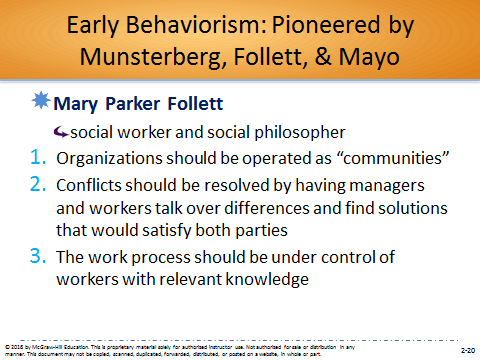 Early Behaviorism: Pioneered by
Munsterberg, Follett, & Mayo
Mary Parker Follett
social worker and social philosopher
1. Organizations should be operated as “communities”
2. Conflicts should be resolved by having managers
and workers talk over differences and find solutions
that would satisfy both parties
3. The work process should be under control of
workers with relevant knowledge
© 2016 by McGraw-Hill Education. This is proprietary material solely for authorized instructor use. Not authorized for sale or distribution in any
manner. This document may not be copied, scanned, duplicated, forwarded, distributed, or posted on a website, in whole or part.
2-20